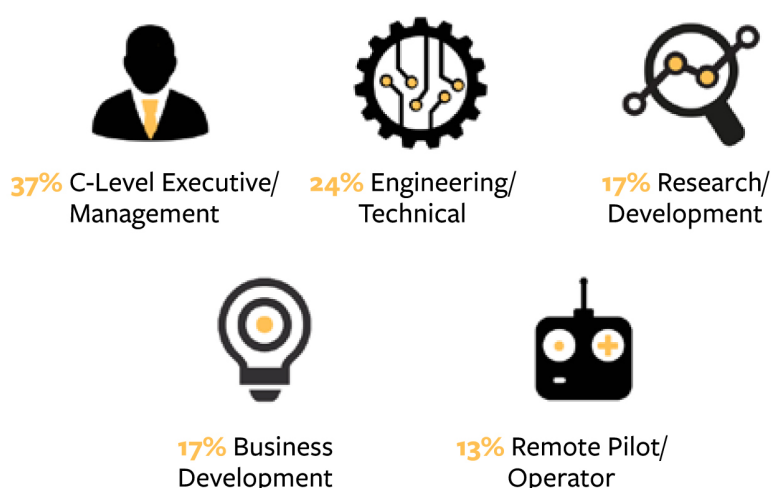 37% C-Level Executive/
Management
24% Engineering/
Technical
17% Research/
Development
17% Business
Development
13% Remote Pilot/
Operator